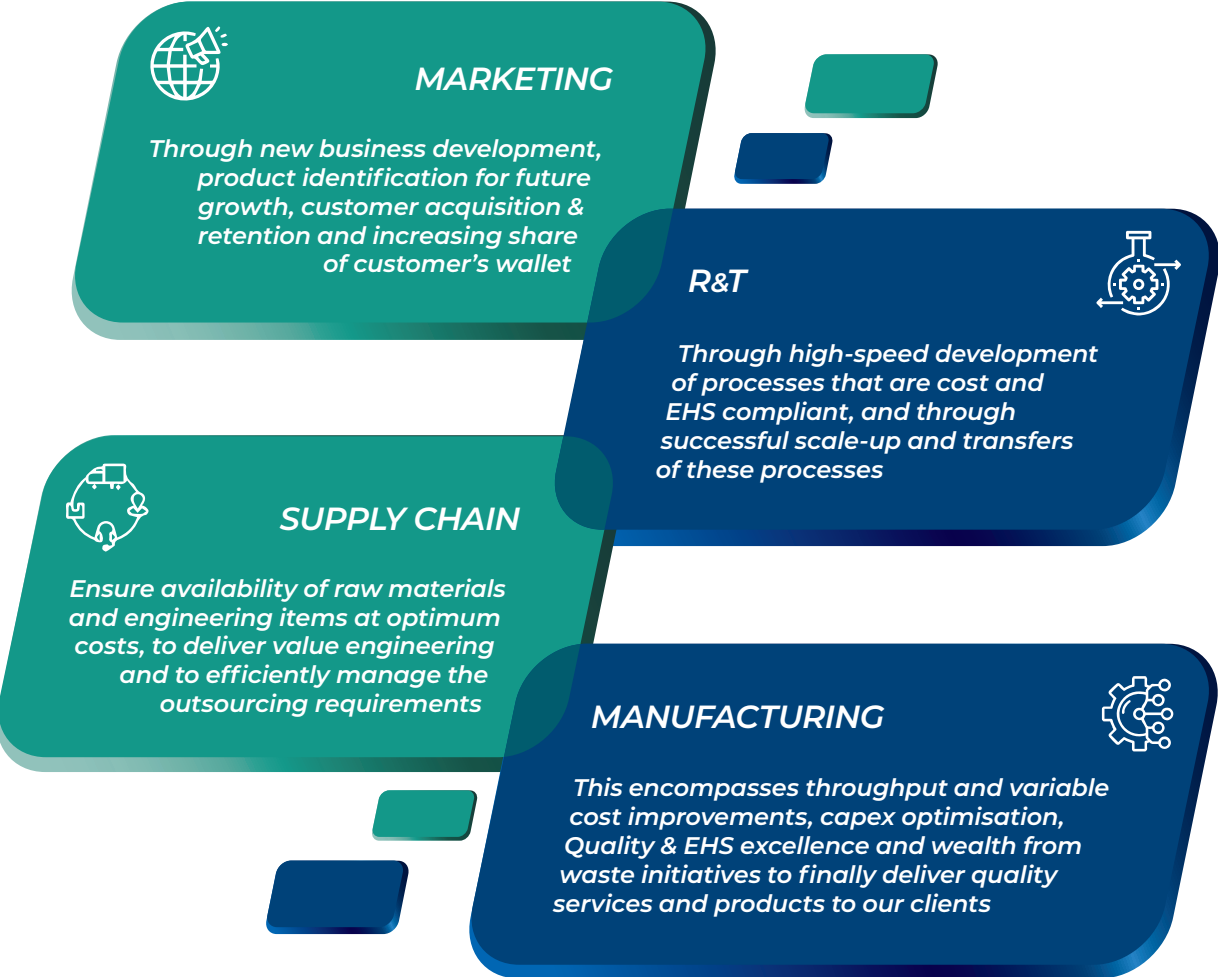 MARKETING
Through new business development,
product identification for future
growth, customer acquisition &
retention and increasing share
of customer’s wallet
R&T
Through high-speed development
of processes that are cost and
EHS compliant, and through
successful scale-up and transfers
of these processes
SUPPLY CHAIN
Ensure availability of raw materials
and engineering items at optimum
costs, to deliver value engineering
and to efficiently manage the
outsourcing requirements
MANUFACTURING
This encompasses throughput and variable
cost improvements, capex optimisation,
Quality & EHS excellence and wealth from
waste initiatives to finally deliver quality
services and products to our clients